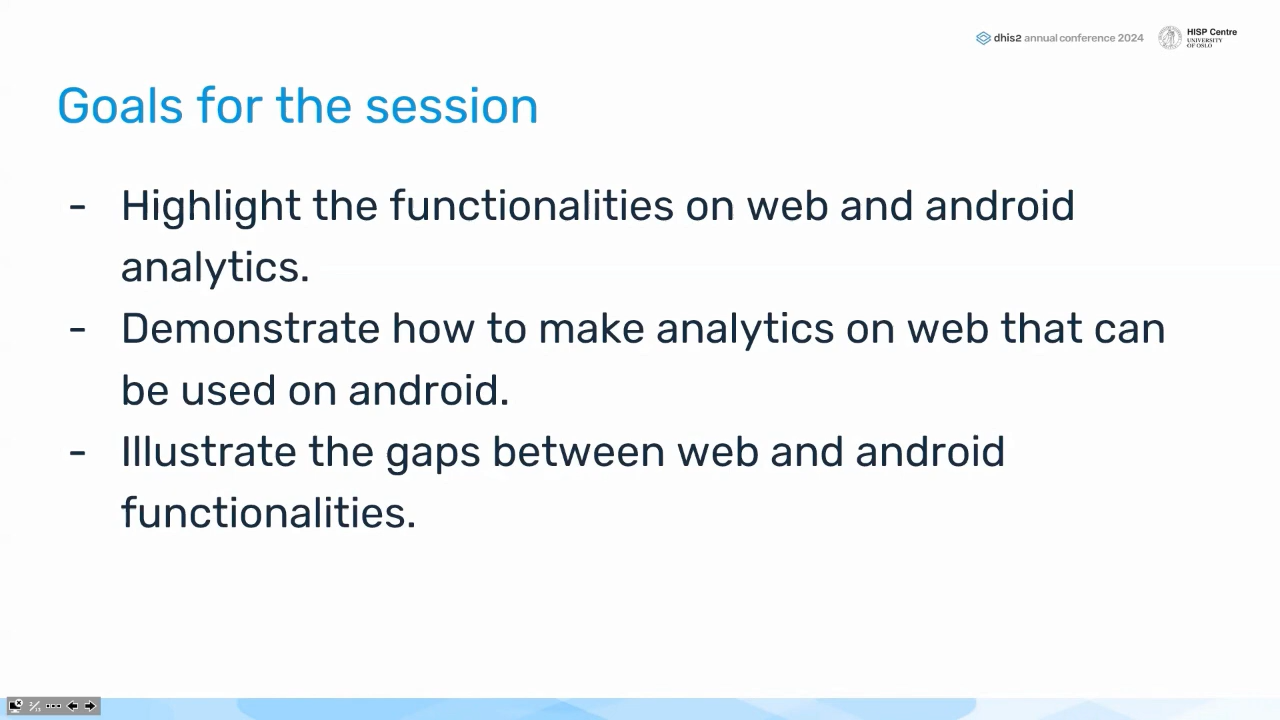 dhis2 annual conference 2024
HISP Centre
UNIVERSITY
OF OSLO
Goals for the session
- Highlight the functionalities on web and android
analytics.
- Demonstrate how to make analytics on web that can
be used on android.
- Illustrate the gaps between web and android
functionalities.